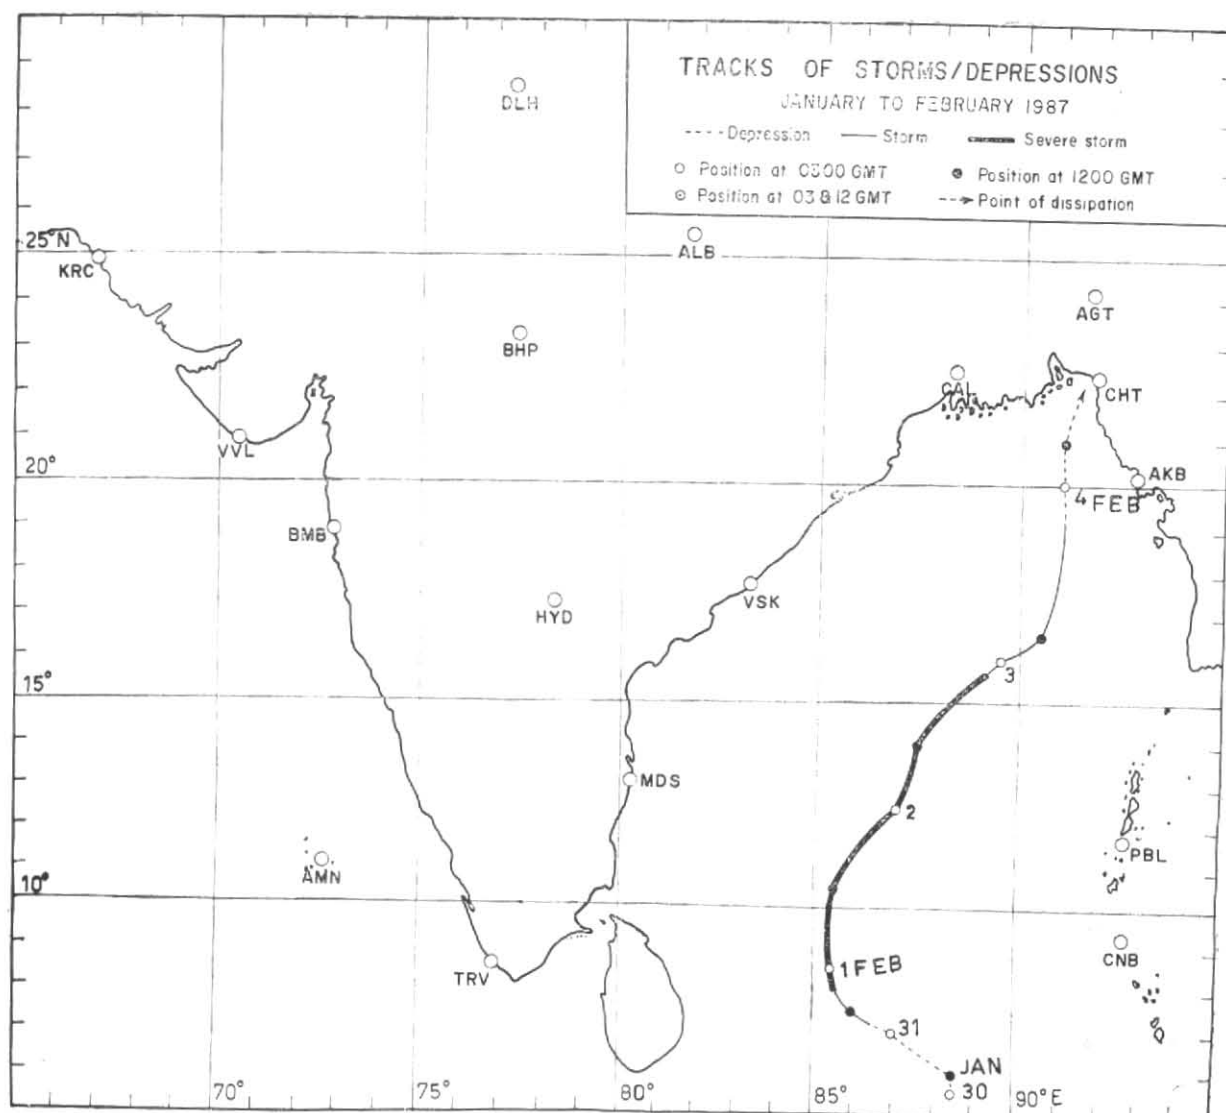 TRACKS OF STORMS/DEPRESSIONS
JANUARY TO FEBRUARY 1987
Depression Storm Severe storm
Position at 0300 GMT Position at 1200 GMT
Position at 03 & 12 GMT Point of dissipation
DLH
25°N
ALB
KRC
AGT
BHP
CAL
CHT
VVL
20°
AKB
4 FEB
BMB
VSK
HYD
3
15°
MDS
2
PBL
AMN
10°
CNB
TRV
1 FEB
31
JAN
30
70° 75° 80° 85° 90°E